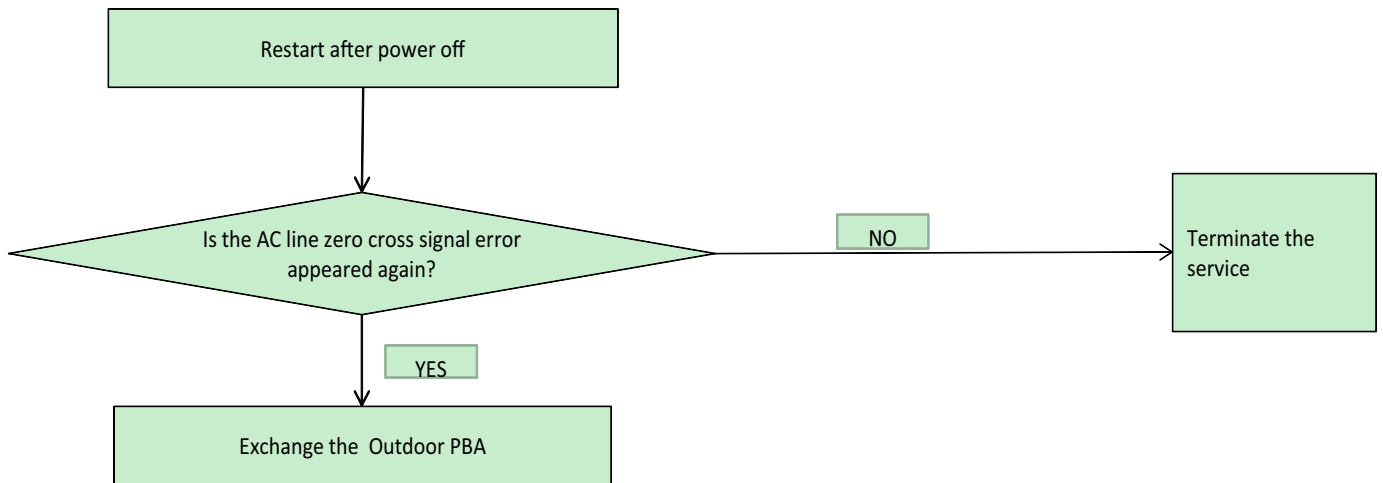 Restart after power off
Is the AC line zero cross signal error
appeared again?
NO
Terminate the
service
YES
Exchange the  Outdoor PBA